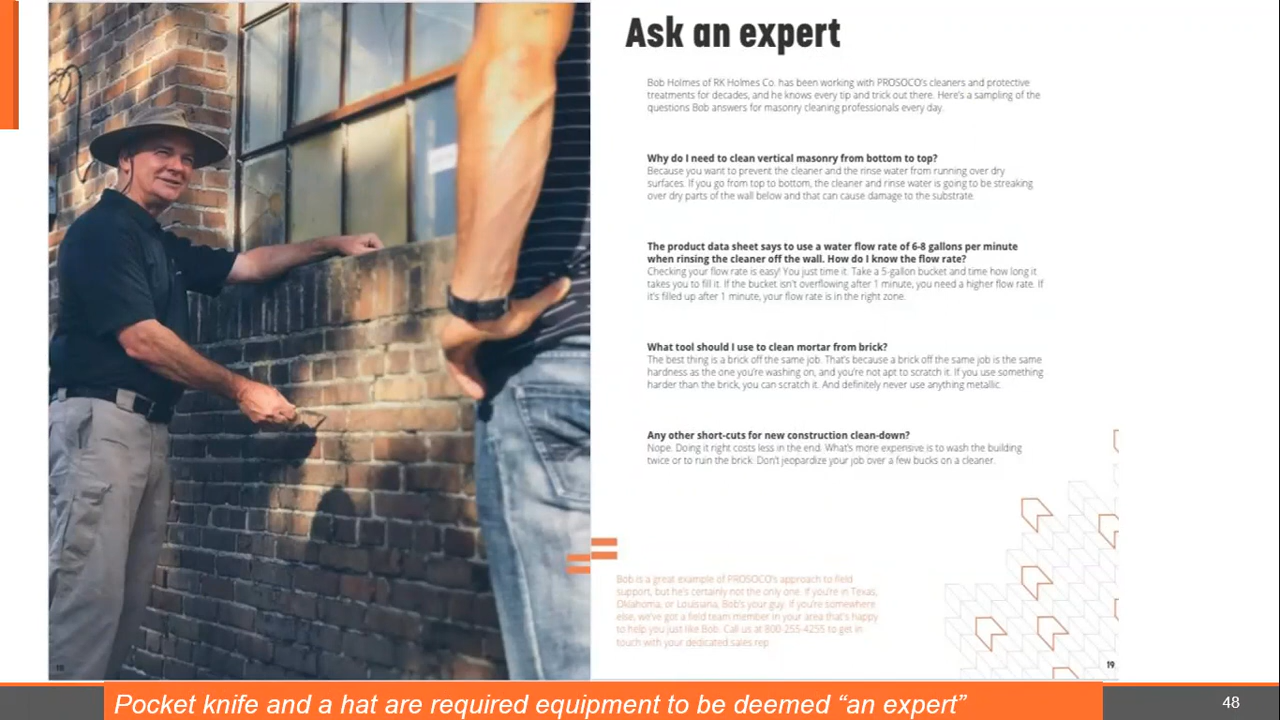 Ask an expert
Bob Holmes of RK Holmes Co. has been working with PROSOCO's cleaners and protective
treatments for decades, and he knows every tip and trick out there. Here's a sampling of the
questions Bob answers for masonry cleaning professionals every day.
Why do I need to clean vertical masonry from bottom to top?
Because you want to prevent the cleaner and the rinse water from running over dry
surfaces. If you go from top to bottom, the cleaner and rinse water is going to be streaking
over dry parts of the wall below and that can cause damage to the substrate.
The product data sheet says to use a water flow rate of 6-8 gallons per minute
when rinsing the cleaner off the wall. How do I know the flow rate?
Checking your flow rate is easy! You just time it. Take a 5-gallon bucket and time how long it
takes you to fill it. If the bucket isn't overflowing after 1 minute, you need a higher flow rate. If
it's filled up after 1 minute, your flow rate is in the right zone.
What tool should I use to clean mortar from brick?
The best thing is a brick off the same job. That's because a brick off the same job is the same
hardness as the one you're washing on, and you're not apt to scratch it. If you use something
harder than the brick, you can scratch it. And definitely never use anything metallic.
Any other short-cuts for new construction clean-down?
Nope. Doing it right costs less in the end. What's more expensive is to wash the building
twice or to ruin the brick. Don't jeopardize your job over a few bucks on a cleaner.
Bob is a great example of PROSOCO's approach to field
support, but he's certainly not the only one. If you're in Texas,
Oklahoma, or Louisiana, Bob's your guy. If you're somewhere
else, we've got a field team member in your area that's happy
to help you just like Bob. Call us at 800-255-4255 to get in
touch with your dedicated sales rep
18
19
Pocket knife and a hat are required equipment to be deemed “an expert”
48